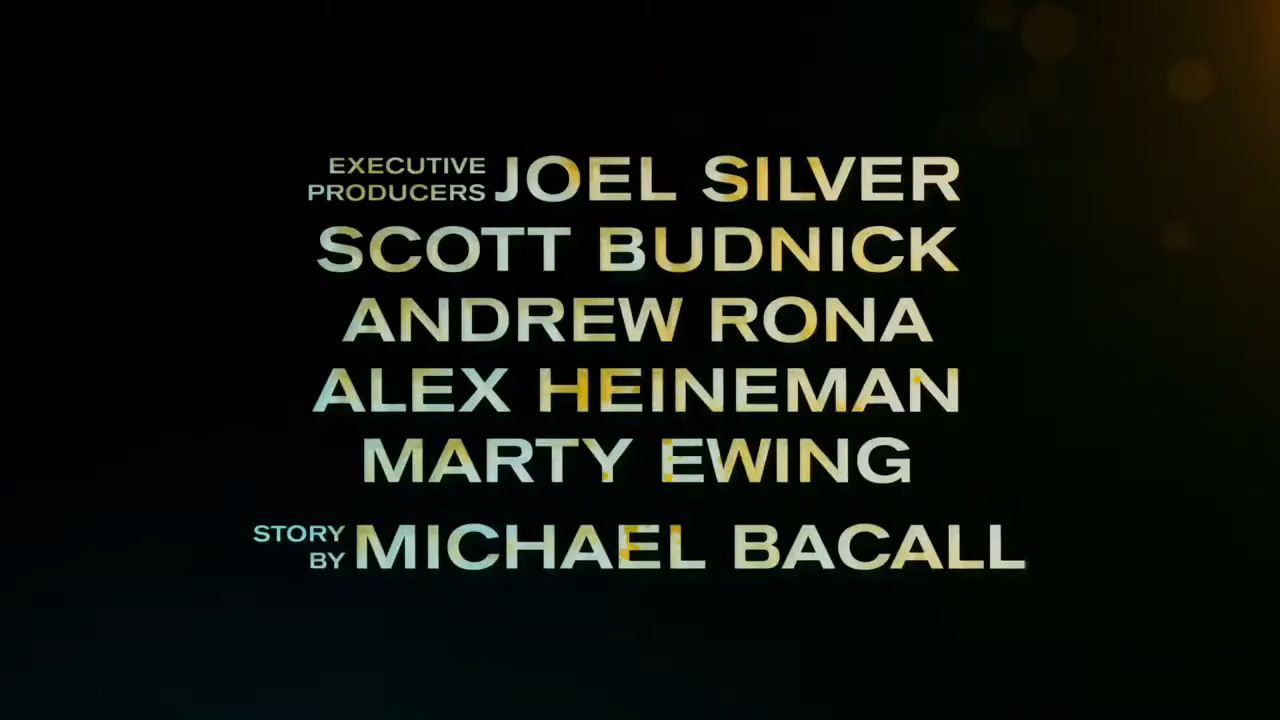 EXECUTIVE PRODUCERS JOEL SILVER
SCOTT BUDNICK
ANDREW RONA
ALEX HEINEMAN
MARTY EWING
STORY BY MICHAEL BACALL